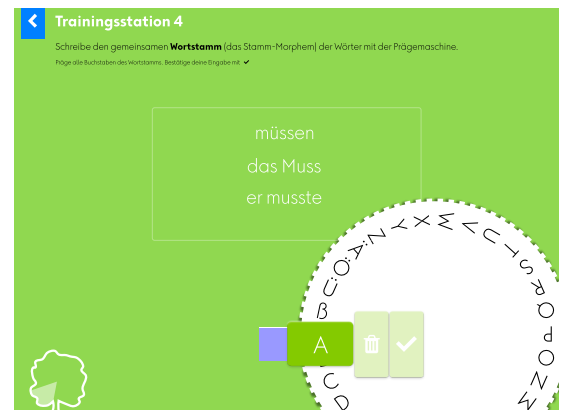 Trainingsstation 4
Schreibe den gemeinsamen Wortstamm (das Stamm-Morphem) der Wörter mit der Prägemaschine.
Präge alle Buchstaben des Wortstamms. Bestätige deine Eingabe mit ✔
müssen
das Muss
er musste
A
ß Ü Ö Ä Z Y X W V U T S R Q P O N M
C D